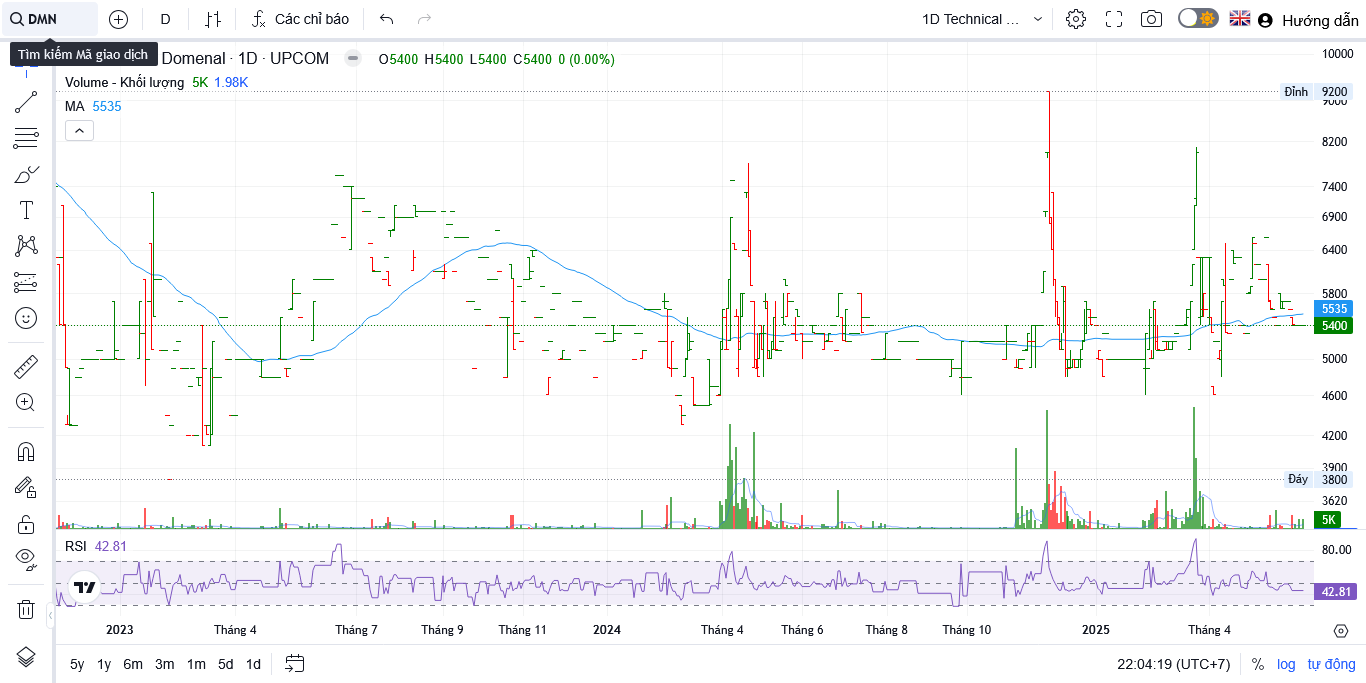 DMN D Các chỉ báo 1D Technical ... Hướng dẫn
Tìm kiếm Mã giao dịch
Domenal · 1D · UPCOM O5400 H5400 L5400 C5400 0 (0.00%)
Volume - Khối lượng 5K 1.98K
MA 5535
10000
Đỉnh 9200
9000
8200
7400
6900
6400
5800
5535
5400
5000
4600
4200
3900
Đáy 3800
3620
5K
RSI 42.81
80.00
42.81
2023 Tháng 4 Tháng 7 Tháng 9 Tháng 11 2024 Tháng 4 Tháng 6 Tháng 8 Tháng 10 2025 Tháng 4
5y 1y 6m 3m 1m 5d 1d 22:04:19 (UTC+7) % log tự động